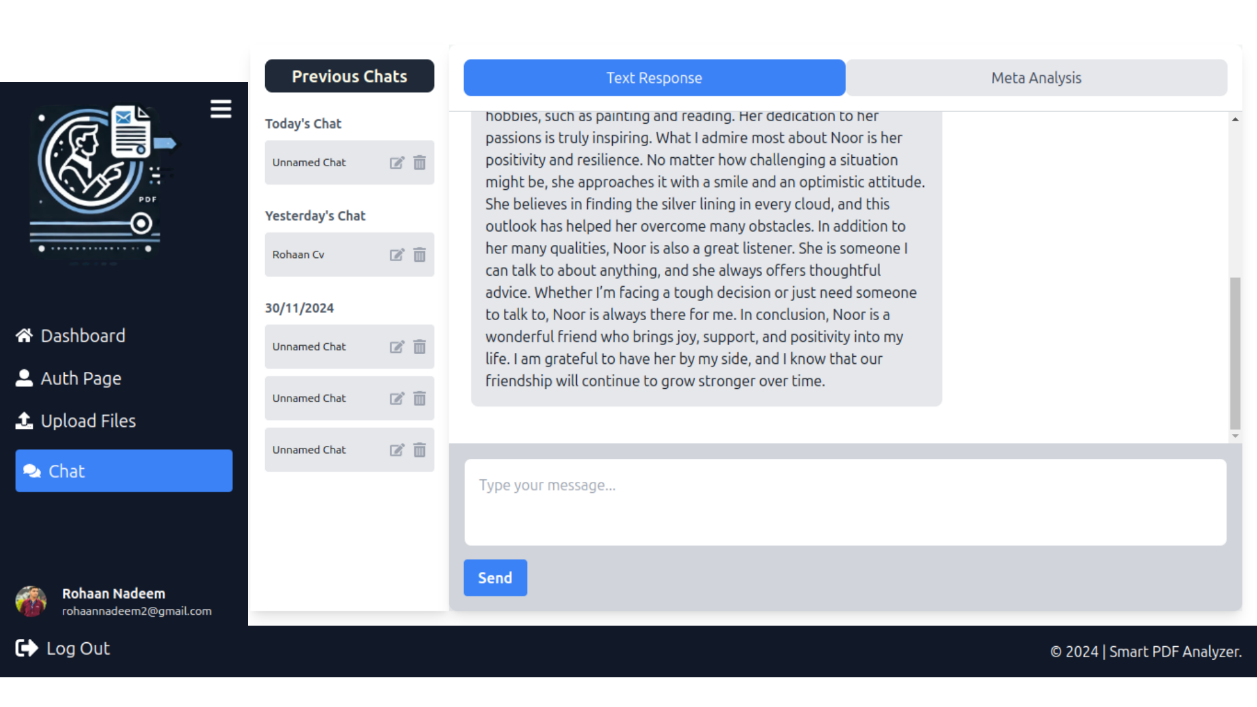 PDF
Dashboard
Auth Page
Upload Files
Chat
Rohaan Nadeem
rohaannadeem2@gmail.com
Log Out
Previous Chats
Today's Chat
Unnamed Chat
Yesterday's Chat
Rohaan Cv
30/11/2024
Unnamed Chat
Unnamed Chat
Unnamed Chat
Text Response
Meta Analysis
hobbies, such as painting and reading. Her dedication to her
passions is truly inspiring. What I admire most about Noor is her
positivity and resilience. No matter how challenging a situation
might be, she approaches it with a smile and an optimistic attitude.
She believes in finding the silver lining in every cloud, and this
outlook has helped her overcome many obstacles. In addition to
her many qualities, Noor is also a great listener. She is someone I
can talk to about anything, and she always offers thoughtful
advice. Whether I'm facing a tough decision or just need someone
to talk to, Noor is always there for me. In conclusion, Noor is a
wonderful friend who brings joy, support, and positivity into my
life. I am grateful to have her by my side, and I know that our
friendship will continue to grow stronger over time.
Type your message...
Send
© 2024 | Smart PDF Analyzer.